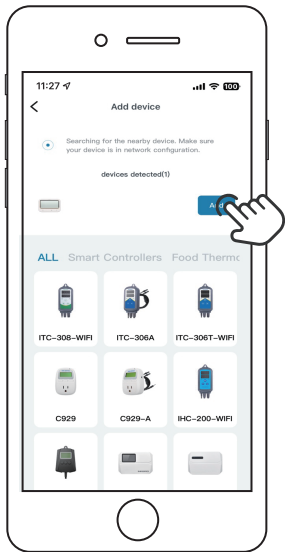 11:27
100
Add device
Searching for the nearby device. Make sure
your device is in network configuration.
devices detected(1)
ALL Smart Controllers Food Thermo
ITC-308-WIFI ITC-306A ITC-306T-WIFI
C929 C929-A IHC-200-WIFI